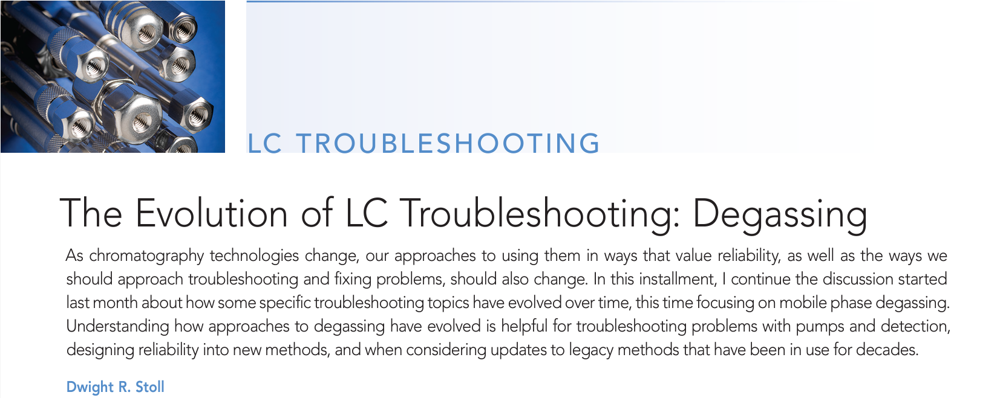 LC TROUBLESHOOTING
The Evolution of LC Troubleshooting: Degassing
As chromatography technologies change, our approaches to using them in ways that value reliability, as well as the ways we
should approach troubleshooting and fixing problems, should also change. In this installment, I continue the discussion started
last month about how some specific troubleshooting topics have evolved over time, this time focusing on mobile phase degassing.
Understanding how approaches to degassing have evolved is helpful for troubleshooting problems with pumps and detection,
designing reliability into new methods, and when considering updates to legacy methods that have been in use for decades.
Dwight R. Stoll